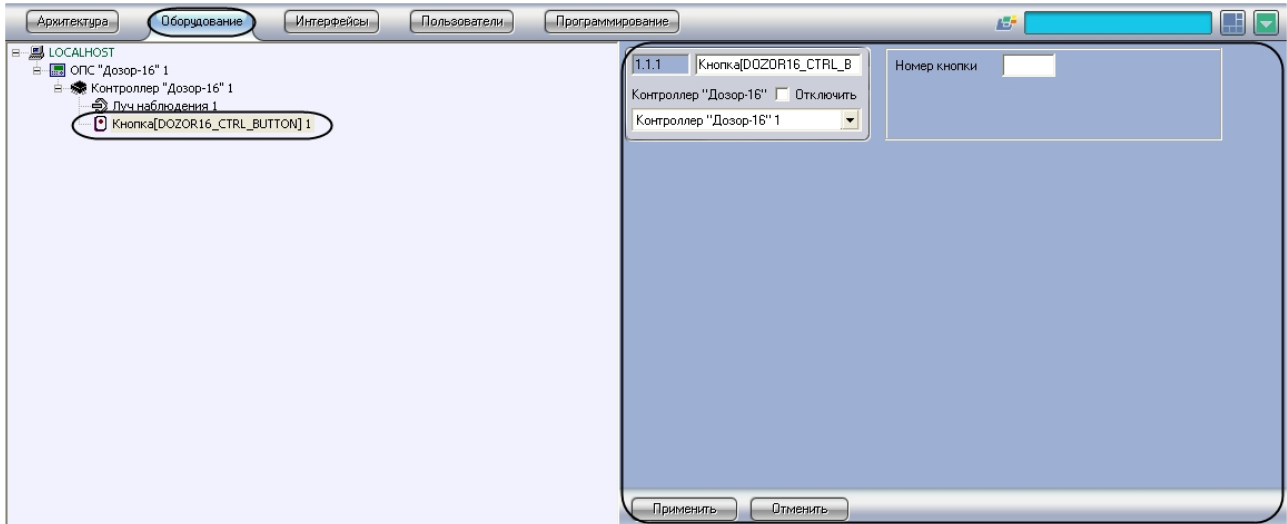 Архитектура Оборудование Интерфейсы Пользователи Программирование
LOCALHOST
ОПС "Дозор-16" 1
Контроллер "Дозор-16" 1
Луч наблюдения 1
Кнопка[DOZOR16_CTRL_BUTTON] 1
1.1.1 Кнопка[DOZOR16_CTRL_B
Контроллер "Дозор-16" Отключить
Контроллер "Дозор-16" 1
Номер кнопки
Применить Отменить